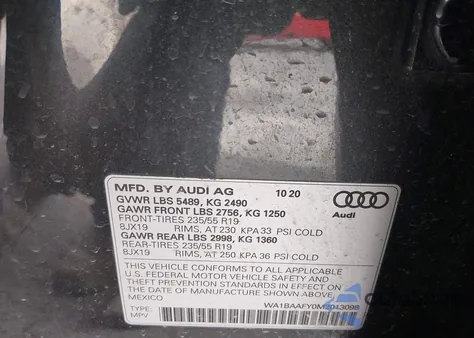 MFD. BY AUDI AG 10 20
GVWR LBS 5489, KG 2490
GAWR FRONT LBS 2756, KG 1250
FRONT-TIRES 235/55 R19
8JX19 RIMS, AT 230 KPA 33 PSI COLD
GAWR REAR LBS 2998, KG 1360
REAR-TIRES 235/55 R19
8JX19 RIMS, AT 250 KPA 36 PSI COLD
Audi
THIS VEHICLE CONFORMS TO ALL APPLICABLE
U.S. FEDERAL MOTOR VEHICLE SAFETY AND
THEFT PREVENTION STANDARDS IN EFFECT ON
THE DATE OF MANUFACTURE SHOWN ABOVE
MEXICO
TYPE: WA1BAAFY0M2013099
MPV